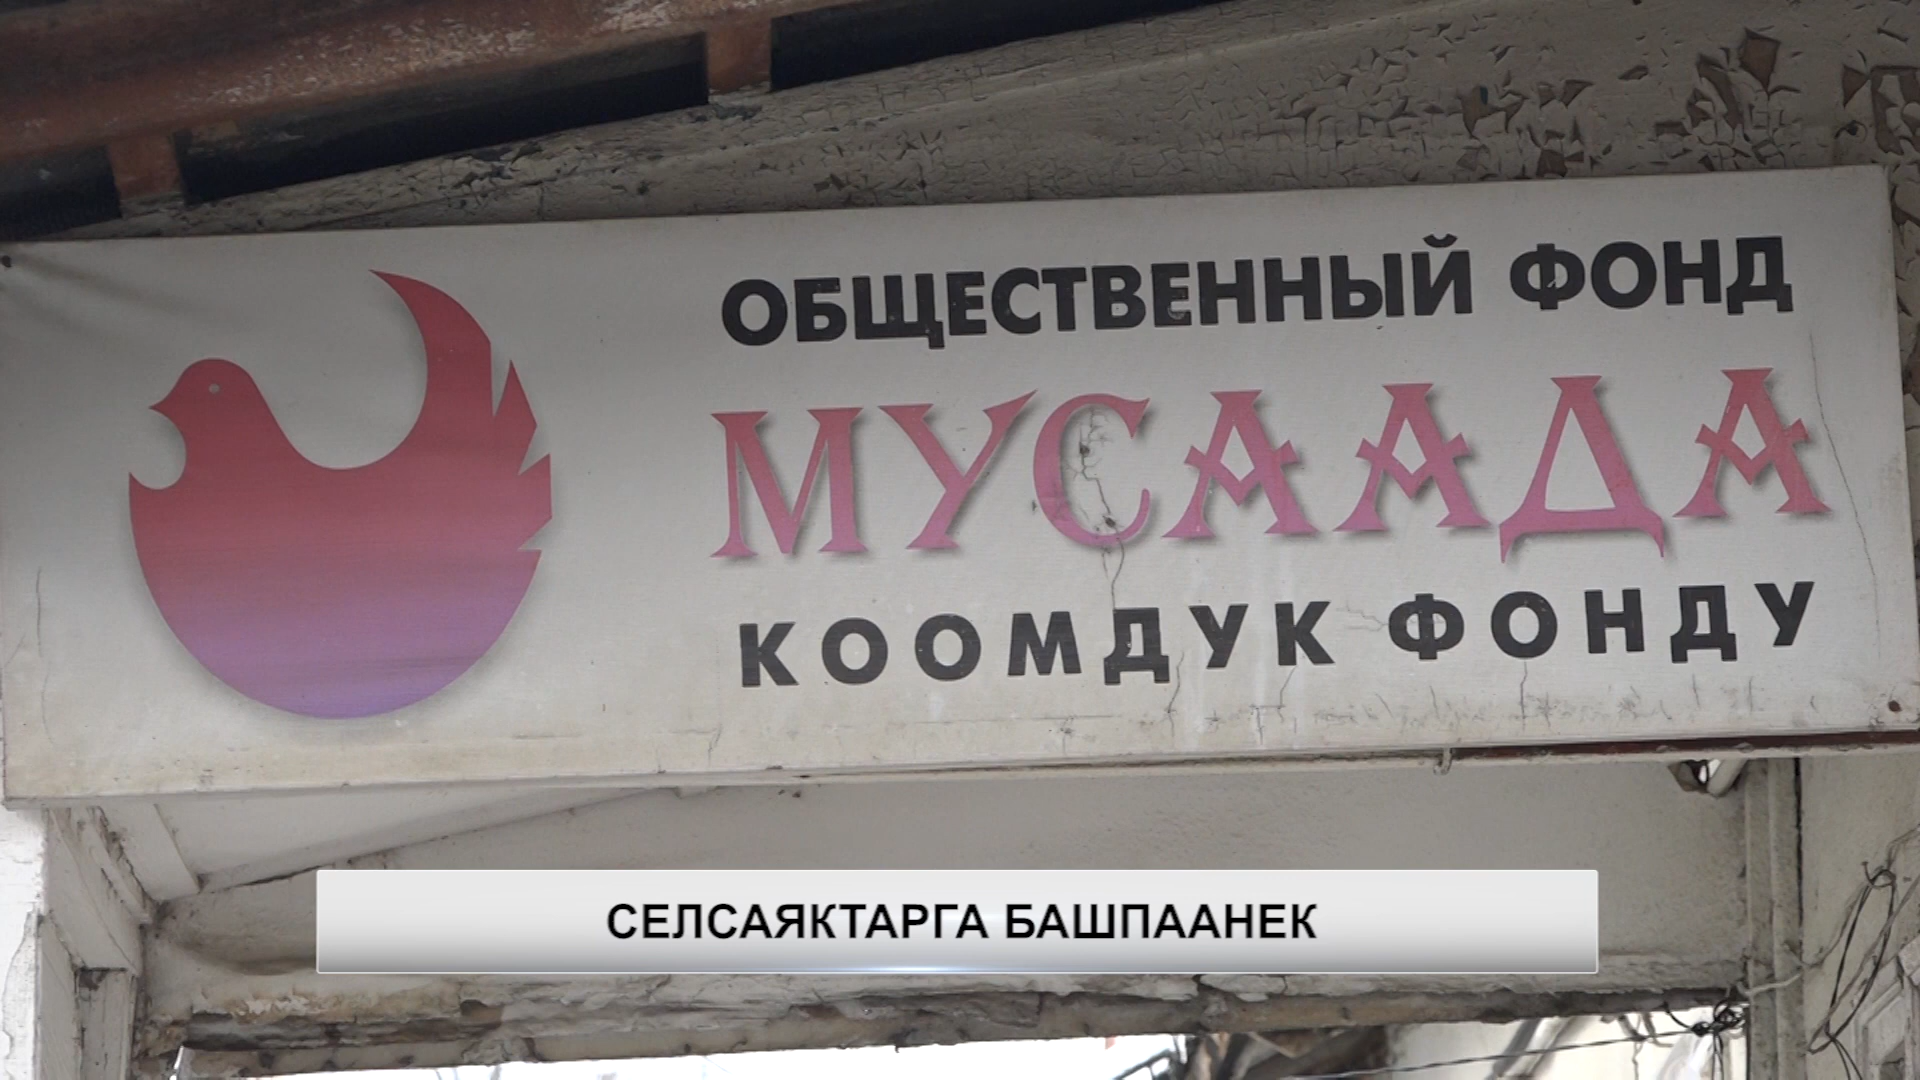 ОБЩЕСТВЕННЫЙ ФОНД
МУСААДА
КООМДУК ФОНДУ
СЕЛСАЯКТАРГА БАШПААНЕК